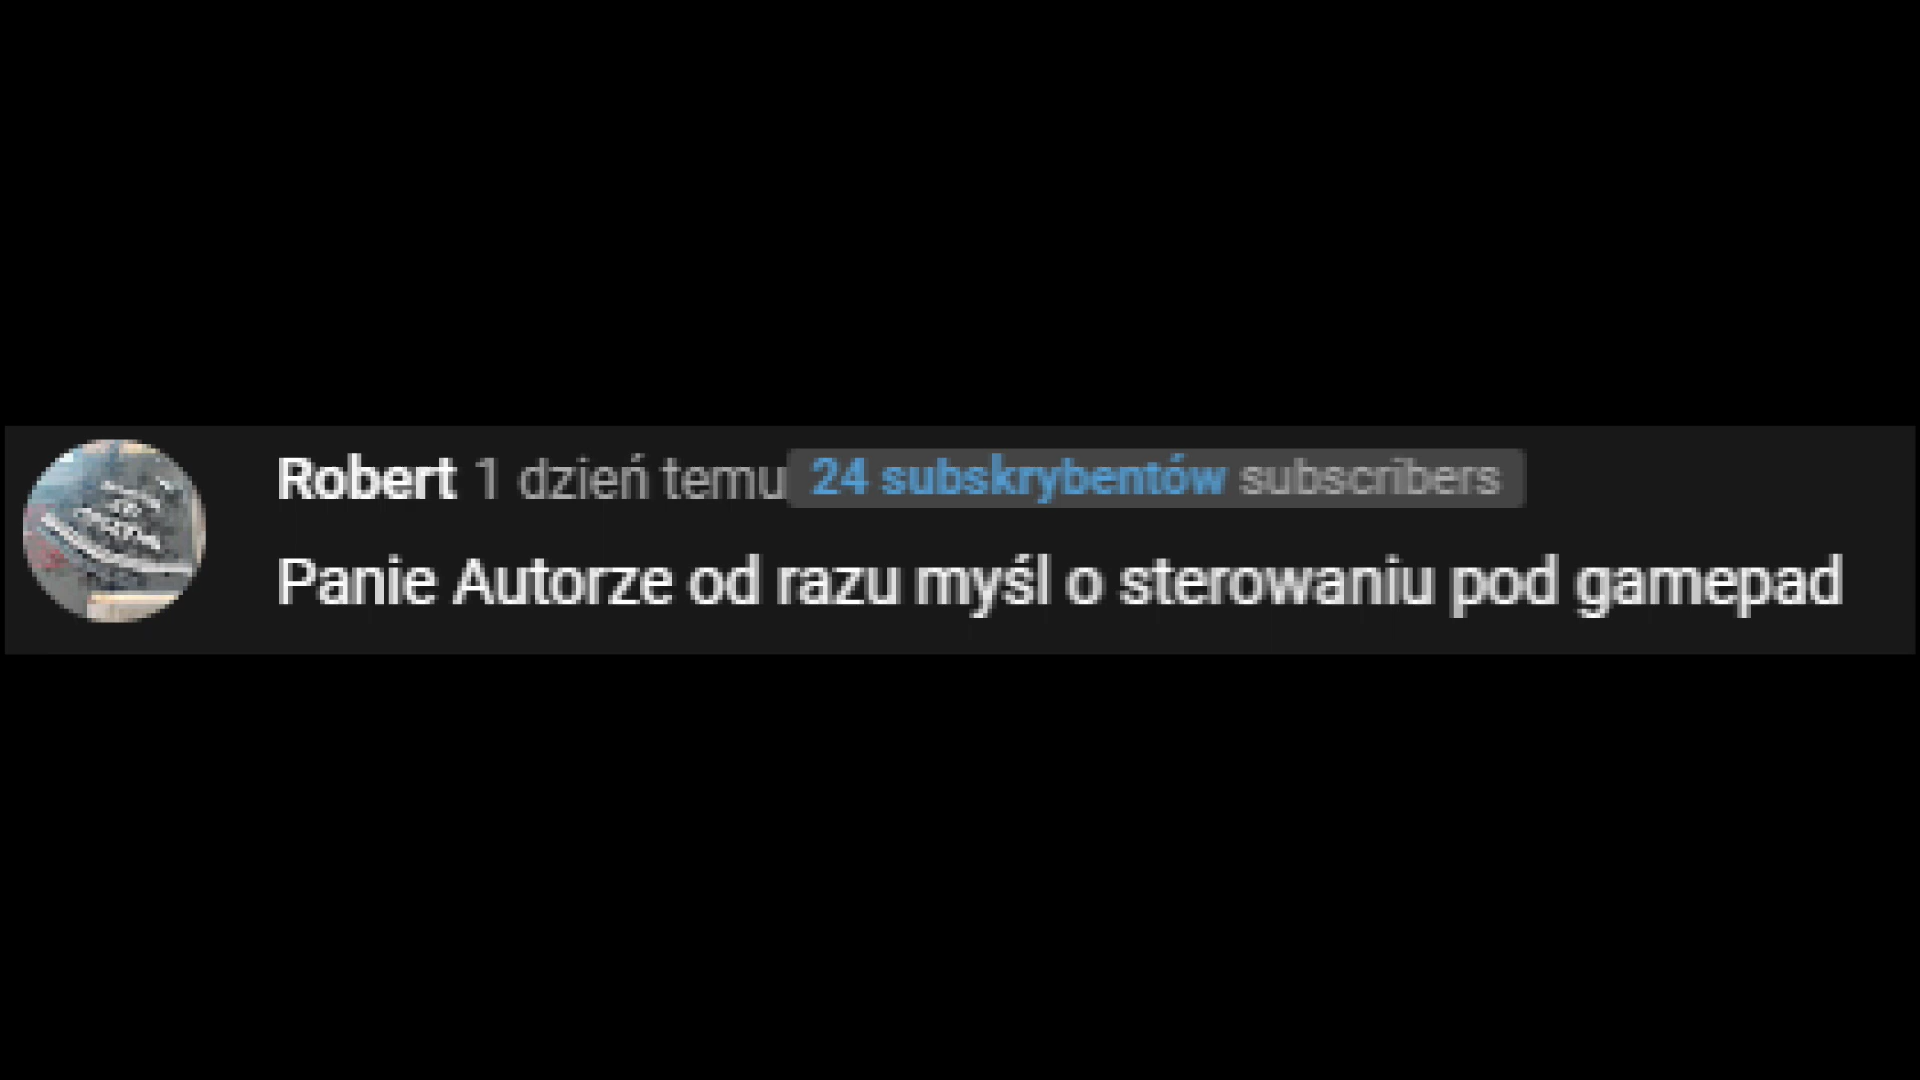 Robert 1 dzień temu 24 subskrybentów subscribers
Panie Autorze od razu myśl o sterowaniu pod gamepad